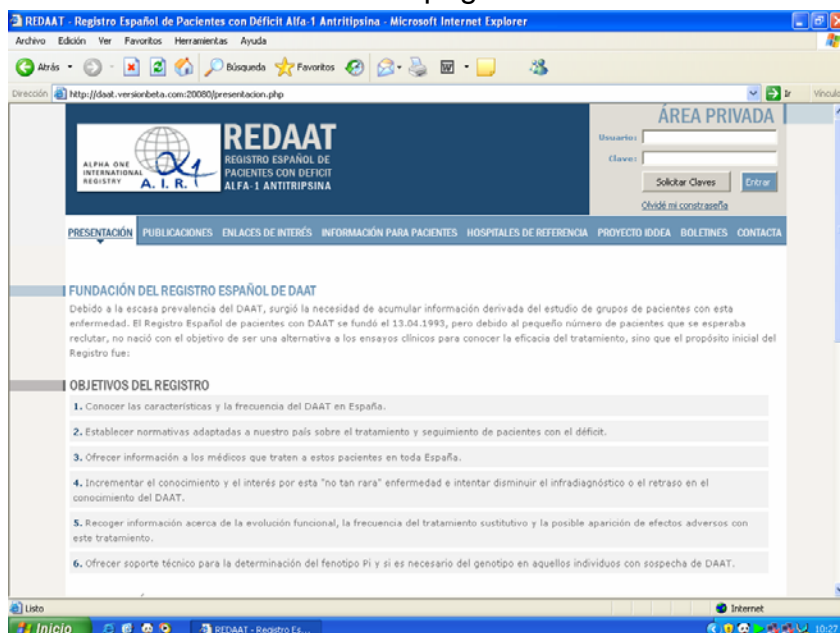 REDAAT - Registro Español de Pacientes con Déficit Alfa-1 Antritipsina - Microsoft Internet Explorer
Archivo Edición Ver Favoritos Herramientas Ayuda
Atrás Búsqueda Favoritos
Dirección http://daat.versionbeta.com:20080/presentacion.php Ir Vínculos
ALPHA ONE
INTERNATIONAL
REGISTRY A. I. R.
α1
REDAAT
REGISTRO ESPAÑOL DE
PACIENTES CON DEFICIT
ALFA-1 ANTITRIPSINA
ÁREA PRIVADA
Usuario:
Clave:
Solicitar Claves Entrar
Olvidé mi constraseña
PRESENTACIÓN PUBLICACIONES ENLACES DE INTERÉS INFORMACIÓN PARA PACIENTES HOSPITALES DE REFERENCIA PROYECTO IDDEA BOLETINES CONTACTA
FUNDACIÓN DEL REGISTRO ESPAÑOL DE DAAT
Debido a la escasa prevalencia del DAAT, surgió la necesidad de acumular información derivada del estudio de grupos de pacientes con esta
enfermedad. El Registro Español de pacientes con DAAT se fundó el 13.04.1993, pero debido al pequeño número de pacientes que se esperaba
reclutar, no nació con el objetivo de ser una alternativa a los ensayos clínicos para conocer la eficacia del tratamiento, sino que el propósito inicial del
Registro fue:
OBJETIVOS DEL REGISTRO
1. Conocer las características y la frecuencia del DAAT en España.
2. Establecer normativas adaptadas a nuestro país sobre el tratamiento y seguimiento de pacientes con el défict.
3. Ofrecer información a los médicos que traten a estos pacientes en toda España.
4. Incrementar el conocimiento y el interés por esta "no tan rara" enfermedad e intentar disminuir el infradiagnóstico o el retraso en el
conocimiento del DAAT.
5. Recoger información acerca de la evolución funcional, la frecuencia del tratamiento sustitutivo y la posible aparición de efectos adversos con
este tratamiento.
6. Ofrecer soporte técnico para la determinación del fenotipo Pi y si es necesario del genotipo en aquellos individuos con sospecha de DAAT.
Listo Internet
Inicio REDAAT - Registro Es... 10:27